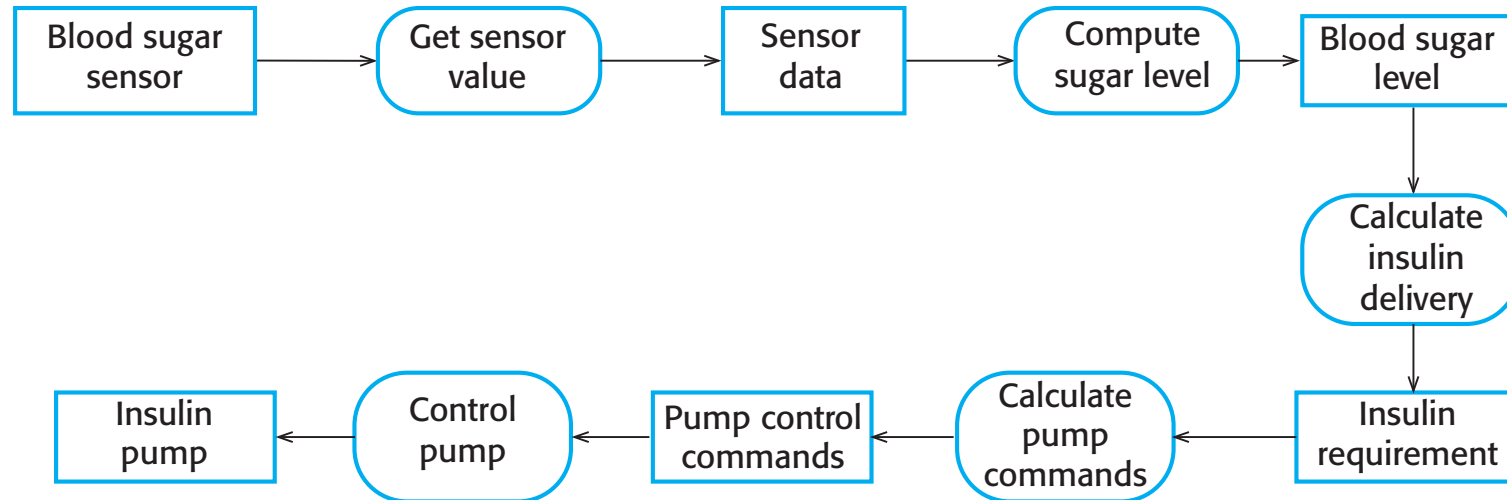 Blood sugar
sensor
Get sensor
value
Sensor
data
Compute
sugar level
Blood sugar
level
Calculate
insulin
delivery
Insulin
pump
Control
pump
Pump control
commands
Calculate
pump
commands
Insulin
requirement